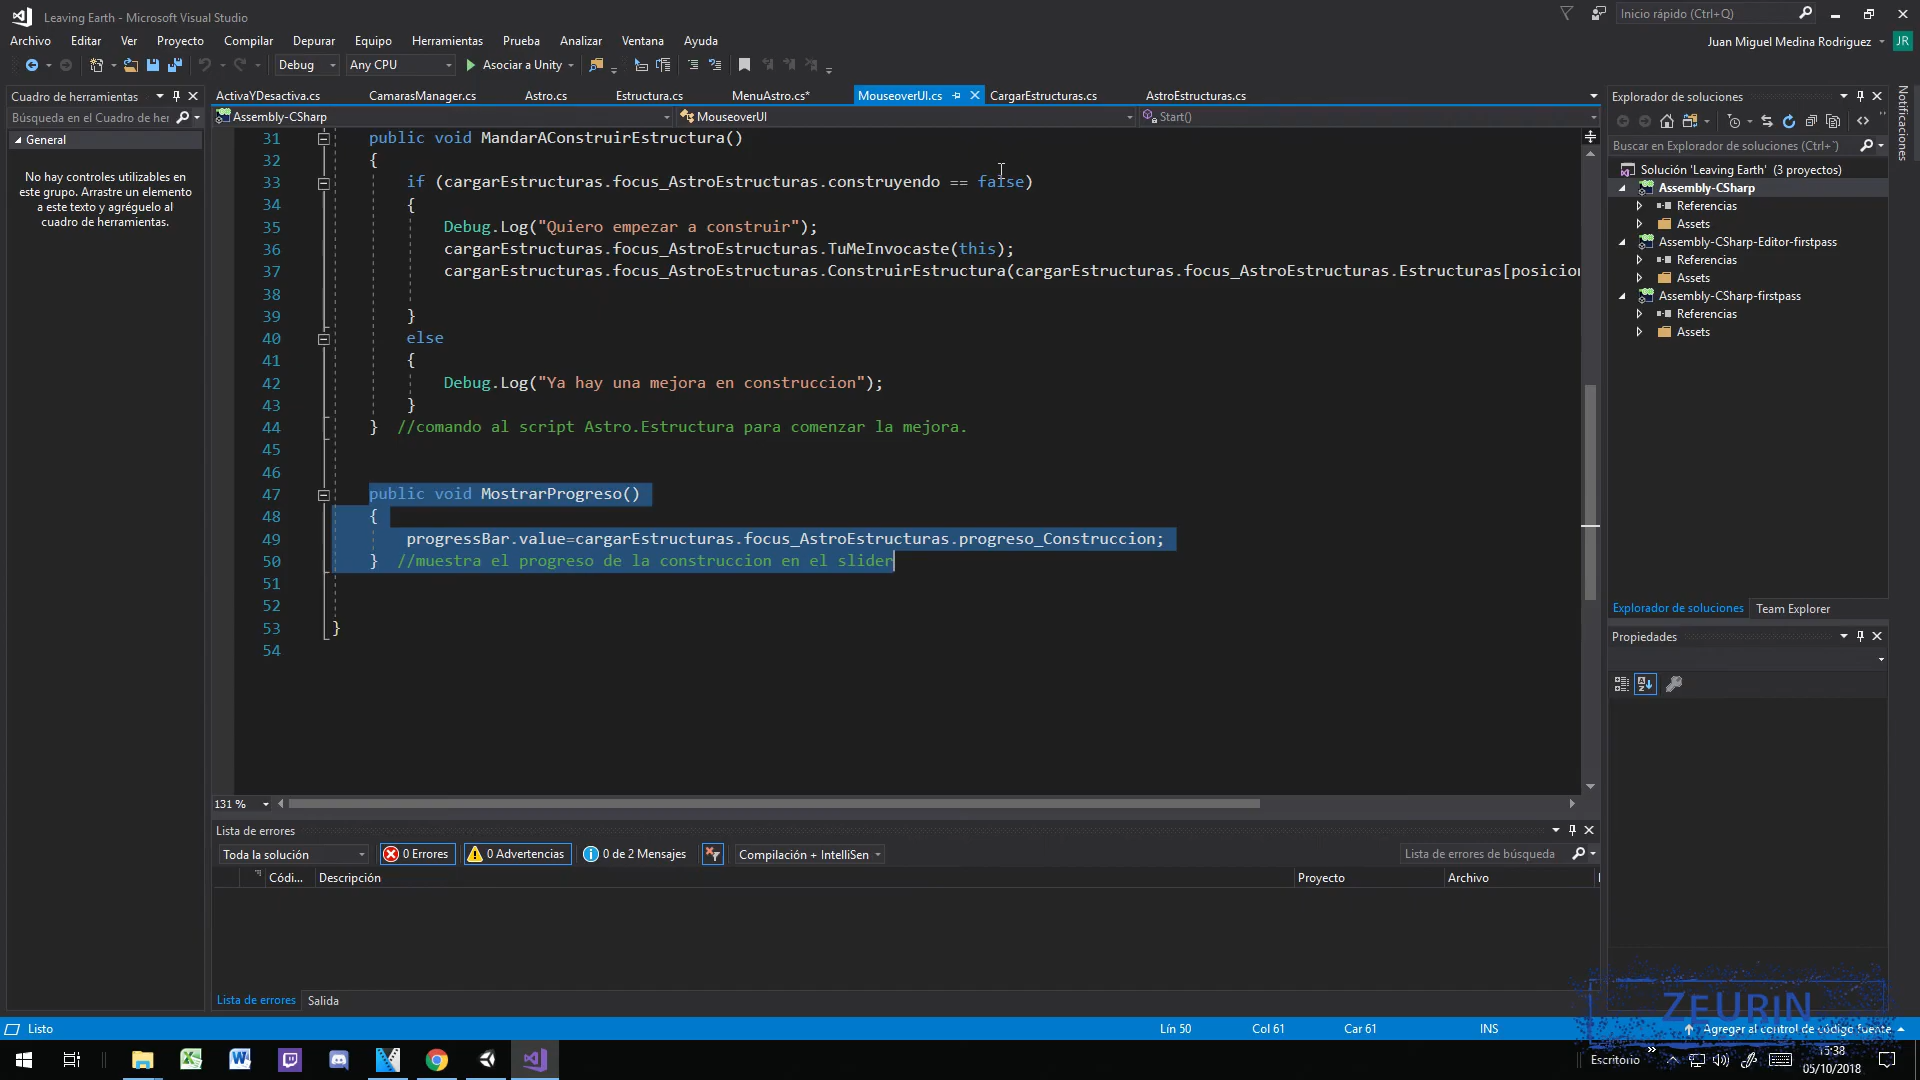 Leaving Earth - Microsoft Visual Studio
Inicio rápido (Ctrl+Q)
Archivo Editar Ver Proyecto Compilar Depurar Equipo Herramientas Prueba Analizar Ventana Ayuda
Juan Miguel Medina Rodriguez JR
Debug Any CPU Asociar a Unity
Cuadro de herramientas
Búsqueda en el Cuadro de her
General
No hay controles utilizables en
este grupo. Arrastre un elemento
a este texto y agréguelo al
cuadro de herramientas.
ActivaYDesactiva.cs CamarasManager.cs Astro.cs Estructura.cs MenuAstro.cs* MouseoverUI.cs CargarEstructuras.cs AstroEstructuras.cs
Assembly-CSharp MouseoverUI Start()
31 public void MandarAConstruirEstructura()
32 {
33 if (cargarEstructuras.focus_AstroEstructuras.construyendo == false)
34 {
35 Debug.Log("Quiero empezar a construir");
36 cargarEstructuras.focus_AstroEstructuras.TuMeInvocaste(this);
37 cargarEstructuras.focus_AstroEstructuras.ConstruirEstructura(cargarEstructuras.focus_AstroEstructuras.Estructuras[posicion
38
39 }
40 else
41 {
42 Debug.Log("Ya hay una mejora en construccion");
43 }
44 } //comando al script Astro.Estructura para comenzar la mejora.
45
46
47 public void MostrarProgreso()
48 {
49 progressBar.value=cargarEstructuras.focus_AstroEstructuras.progreso_Construccion;
50 } //muestra el progreso de la construccion en el slider
51
52
53 }
54
131 %
Explorador de soluciones
Buscar en Explorador de soluciones (Ctrl+´)
Solución 'Leaving Earth' (3 proyectos)
Assembly-CSharp
Referencias
Assets
Assembly-CSharp-Editor-firstpass
Referencias
Assets
Assembly-CSharp-firstpass
Referencias
Assets
Explorador de soluciones Team Explorer
Propiedades
Notificaciones
Lista de errores
Toda la solución 0 Errores 0 Advertencias 0 de 2 Mensajes Compilación + IntelliSen Lista de errores de búsqueda
Códi... Descripción Proyecto Archivo
Lista de errores Salida
ZEURIN
Listo Lín 50 Col 61 Car 61 INS Agregar al control de código fuente
Escritorio
15:38
05/10/2018